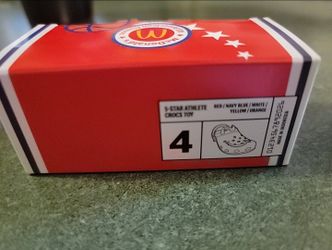 McDonald's
5-STAR ATHLETE
CROCS TOY
RED / NAVY BLUE / WHITE /
YELLOW / ORANGE
4